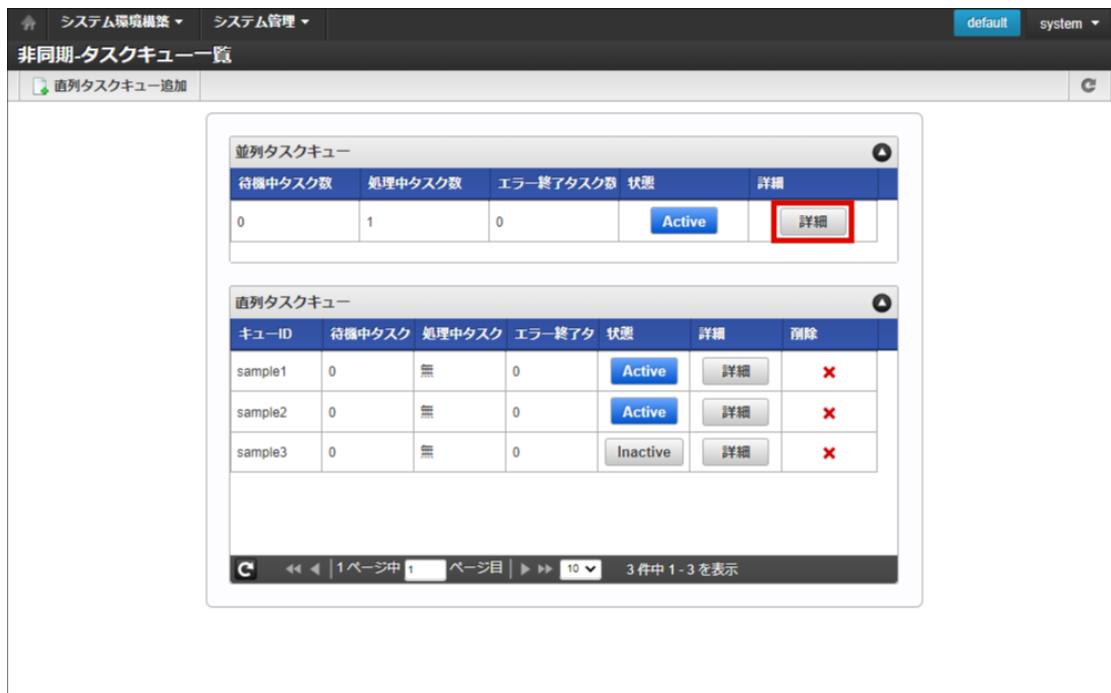 システム環境構築 システム管理 default system
非同期-タスクキュー一覧
直列タスクキュー追加
並列タスクキュー
待機中タスク数 処理中タスク数 エラー終了タスク数 状態 詳細
0 1 0 Active 詳細
直列タスクキュー
キューID 待機中タスク 処理中タスク エラー終了タ 状態 詳細 削除
sample1 0 無 0 Active 詳細
sample2 0 無 0 Active 詳細
sample3 0 無 0 Inactive 詳細
1 ページ中 1 ページ目 10 3 件中 1 - 3 を表示